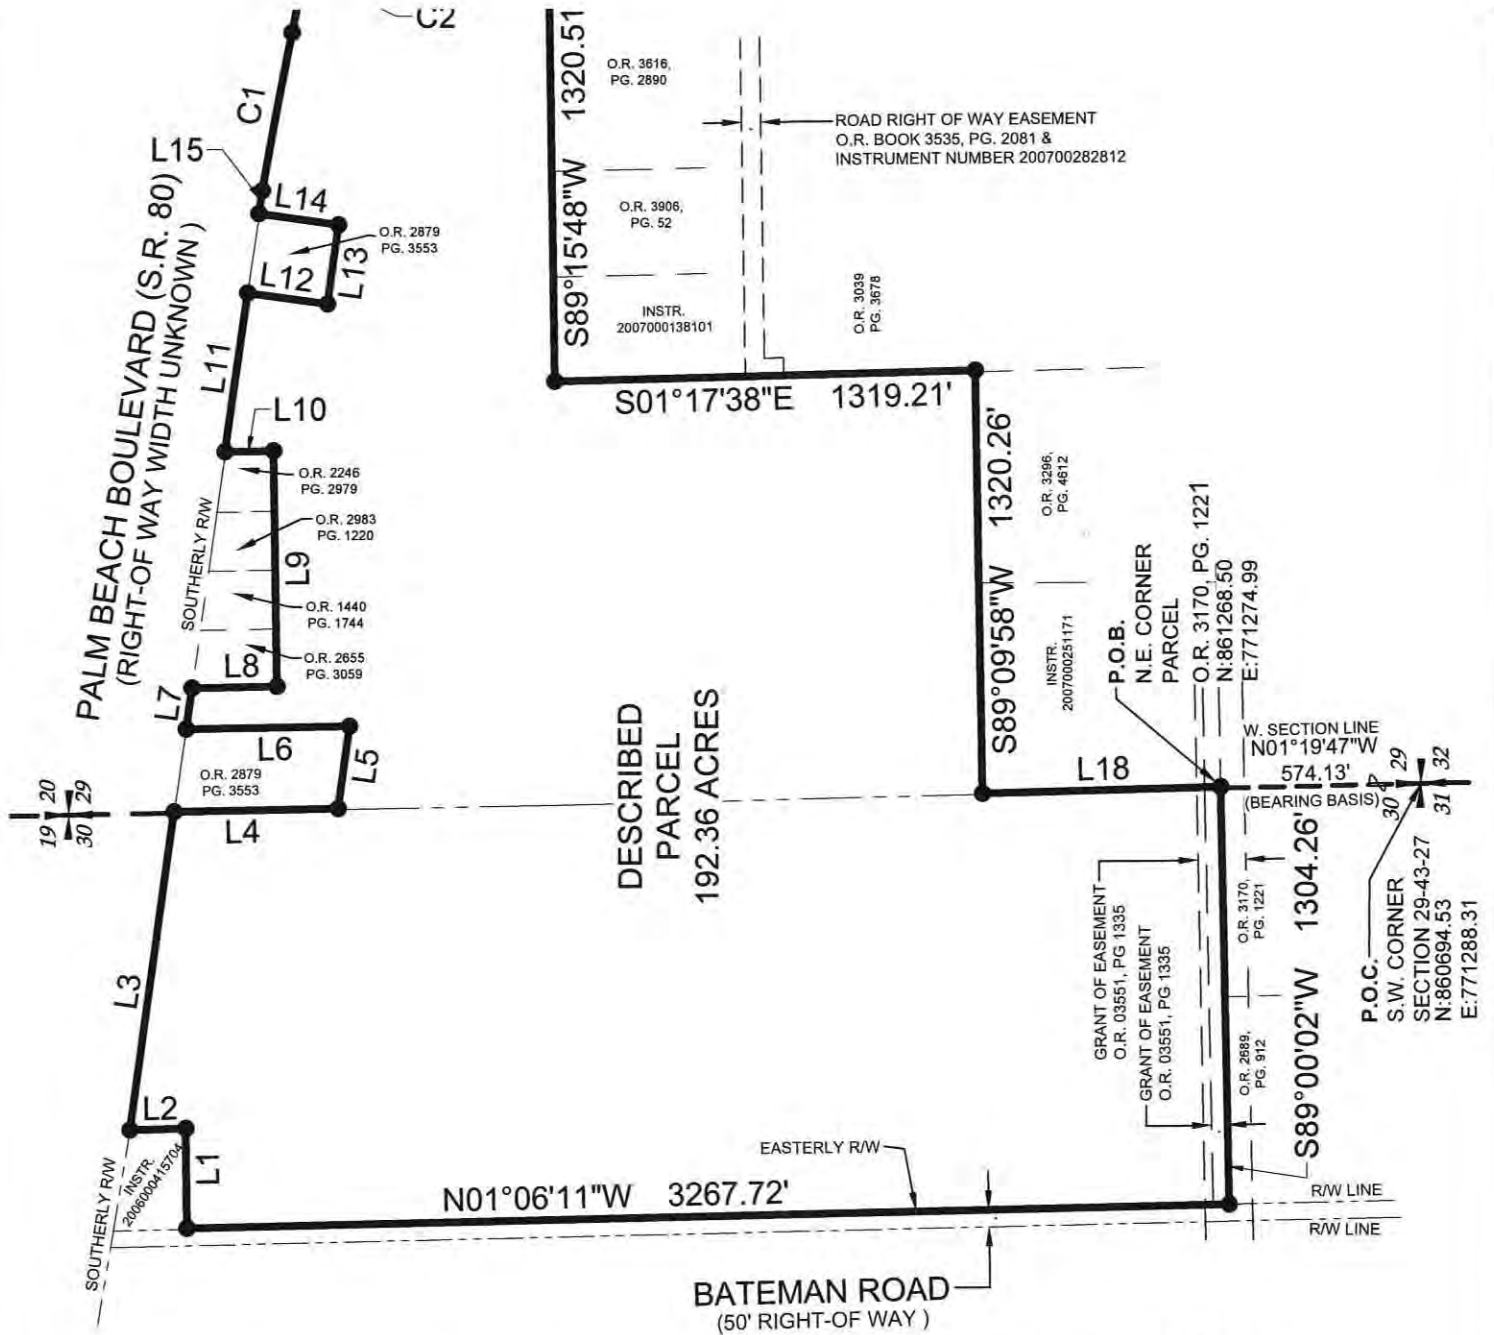 C2
C1
L15
L14
O.R. 2879
PG. 3553
L13
L12
L11
L10
PALM BEACH BOULEVARD (S.R. 80)
(RIGHT-OF WAY WIDTH UNKNOWN )
SOUTHERLY R/W
O.R. 2246
PG. 2979
O.R. 2983
PG. 1220
L9
O.R. 1440
PG. 1744
O.R. 2655
PG. 3059
L8
L7
L6
L5
O.R. 2879
PG. 3553
L4
20
29
19
30
L3
L2
L1
INSTR.
2006000415704
SOUTHERLY R/W
S89°15'48"W 1320.51
O.R. 3616,
PG. 2890
ROAD RIGHT OF WAY EASEMENT
O.R. BOOK 3535, PG. 2081 &
INSTRUMENT NUMBER 200700282812
O.R. 3906,
PG. 52
INSTR.
2007000138101
O.R. 3039
PG. 3678
S01°17'38"E 1319.21'
S89°09'58"W 1320.26'
O.R. 3296,
PG. 4612
INSTR.
2007000251171
P.O.B.
N.E. CORNER
PARCEL
O.R. 3170, PG. 1221
N:861268.50
E:771274.99
L18
W. SECTION LINE
N01°19'47"W
574.13'
(BEARING BASIS)
29
32
30
31
DESCRIBED
PARCEL
192.36 ACRES
GRANT OF EASEMENT
O.R. 03551, PG 1335
GRANT OF EASEMENT
O.R. 03551, PG 1335
O.R. 3170,
PG. 1221
O.R. 2689,
PG. 912
S89°00'02"W 1304.26'
P.O.C.
S.W. CORNER
SECTION 29-43-27
N:860694.53
E:771288.31
EASTERLY R/W
N01°06'11"W 3267.72'
R/W LINE
R/W LINE
BATEMAN ROAD
(50' RIGHT-OF WAY )